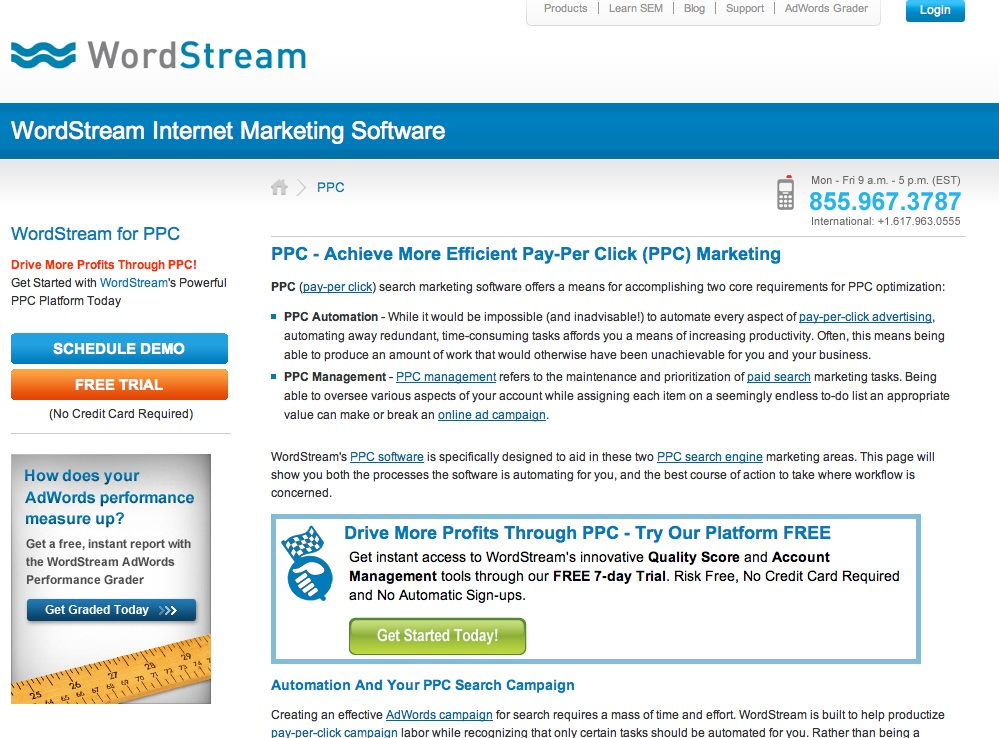 Products | Learn SEM | Blog | Support | AdWords Grader
Login
WordStream
WordStream Internet Marketing Software
PPC
Mon - Fri 9 a.m. - 5 p.m. (EST)
855.967.3787
International: +1.617.963.0555
WordStream for PPC
Drive More Profits Through PPC!
Get Started with WordStream's Powerful
PPC Platform Today
SCHEDULE DEMO
FREE TRIAL
(No Credit Card Required)
How does your
AdWords performance
measure up?
Get a free, instant report with
the WordStream AdWords
Performance Grader
Get Graded Today >>>
25 26 27 28 29
64 65 66 67 68 69 70 71 72 73 74
PPC - Achieve More Efficient Pay-Per Click (PPC) Marketing
PPC (pay-per click) search marketing software offers a means for accomplishing two core requirements for PPC optimization:
PPC Automation - While it would be impossible (and inadvisable!) to automate every aspect of pay-per-click advertising,
automating away redundant, time-consuming tasks affords you a means of increasing productivity. Often, this means being
able to produce an amount of work that would otherwise have been unachievable for you and your business.
PPC Management - PPC management refers to the maintenance and prioritization of paid search marketing tasks. Being
able to oversee various aspects of your account while assigning each item on a seemingly endless to-do list an appropriate
value can make or break an online ad campaign.
WordStream's PPC software is specifically designed to aid in these two PPC search engine marketing areas. This page will
show you both the processes the software is automating for you, and the best course of action to take where workflow is
concerned.
Drive More Profits Through PPC - Try Our Platform FREE
Get instant access to WordStream's innovative Quality Score and Account
Management tools through our FREE 7-day Trial. Risk Free, No Credit Card Required
and No Automatic Sign-ups.
Get Started Today!
Automation And Your PPC Search Campaign
Creating an effective AdWords campaign for search requires a mass of time and effort. WordStream is built to help productize
pay-per-click campaign labor while recognizing that only certain tasks should be automated for you. Rather than being a